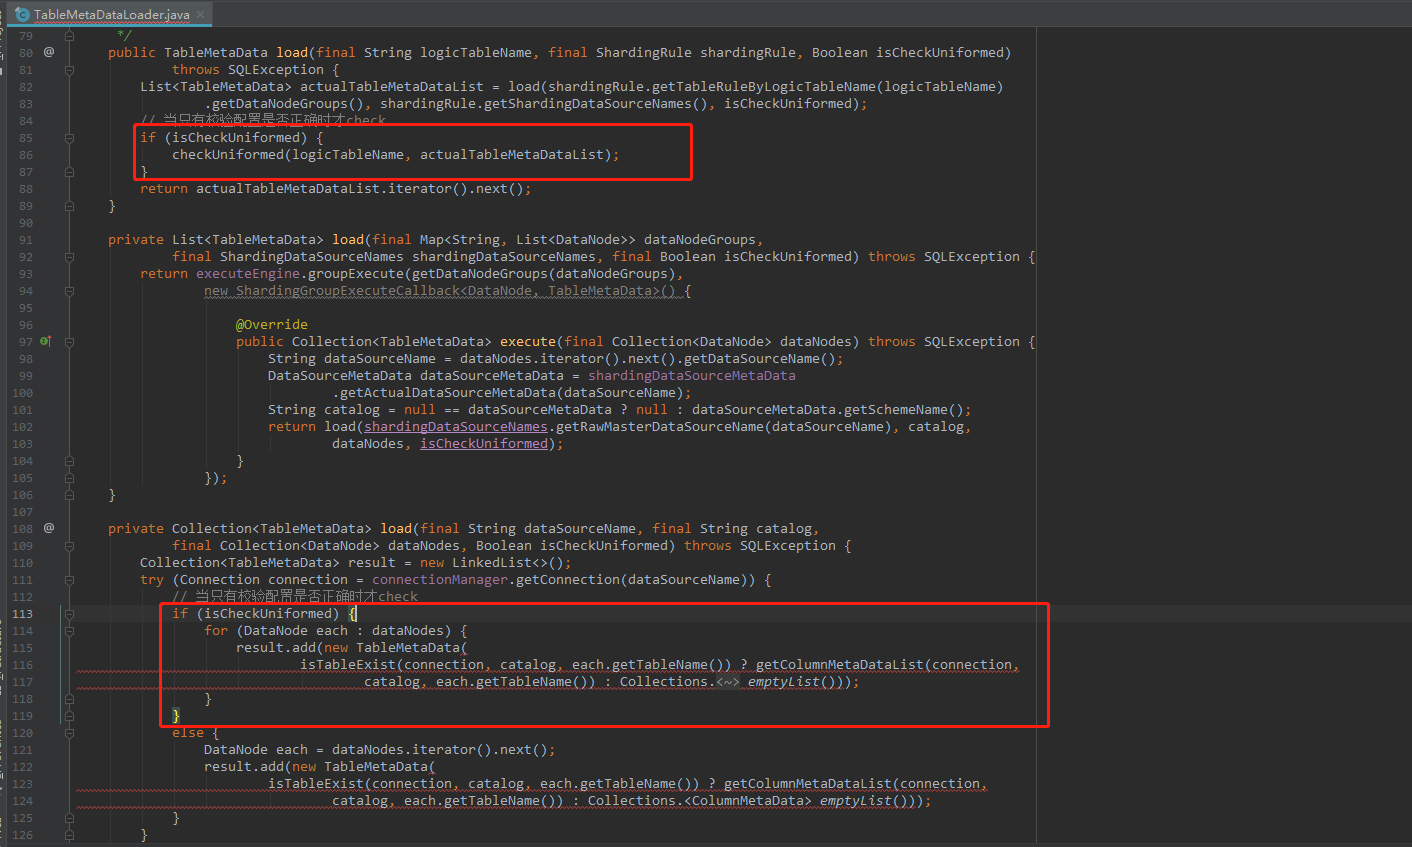 TableMetaDataLoader.java
79 */
80 public TableMetaData load(final String logicTableName, final ShardingRule shardingRule, Boolean isCheckUniformed)
81 throws SQLException {
82 List<TableMetaData> actualTableMetaDataList = load(shardingRule.getTableRuleByLogicTableName(logicTableName)
83 .getDataNodeGroups(), shardingRule.getShardingDataSourceNames(), isCheckUniformed);
84 // 当只有校验配置是否正确时才check
85 if (isCheckUniformed) {
86 checkUniformed(logicTableName, actualTableMetaDataList);
87 }
88 return actualTableMetaDataList.iterator().next();
89 }
90
91 private List<TableMetaData> load(final Map<String, List<DataNode>> dataNodeGroups,
92 final ShardingDataSourceNames shardingDataSourceNames, final Boolean isCheckUniformed) throws SQLException {
93 return executeEngine.groupExecute(getDataNodeGroups(dataNodeGroups),
94 new ShardingGroupExecuteCallback<DataNode, TableMetaData>() {
95
96 @Override
97 public Collection<TableMetaData> execute(final Collection<DataNode> dataNodes) throws SQLException {
98 String dataSourceName = dataNodes.iterator().next().getDataSourceName();
99 DataSourceMetaData dataSourceMetaData = shardingDataSourceMetaData
100 .getActualDataSourceMetaData(dataSourceName);
101 String catalog = null == dataSourceMetaData ? null : dataSourceMetaData.getSchemeName();
102 return load(shardingDataSourceNames.getRawMasterDataSourceName(dataSourceName), catalog,
103 dataNodes, isCheckUniformed);
104 }
105 });
106 }
107
108 private Collection<TableMetaData> load(final String dataSourceName, final String catalog,
109 final Collection<DataNode> dataNodes, Boolean isCheckUniformed) throws SQLException {
110 Collection<TableMetaData> result = new LinkedList<>();
111 try (Connection connection = connectionManager.getConnection(dataSourceName)) {
112 // 当只有校验配置是否正确时才check
113 if (isCheckUniformed) {
114 for (DataNode each : dataNodes) {
115 result.add(new TableMetaData(
116 isTableExist(connection, catalog, each.getTableName()) ? getColumnMetaDataList(connection,
117 catalog, each.getTableName()) : Collections.<~> emptyList()));
118 }
119 }
120 else {
121 DataNode each = dataNodes.iterator().next();
122 result.add(new TableMetaData(
123 isTableExist(connection, catalog, each.getTableName()) ? getColumnMetaDataList(connection,
124 catalog, each.getTableName()) : Collections.<ColumnMetaData> emptyList()));
125 }
126 }